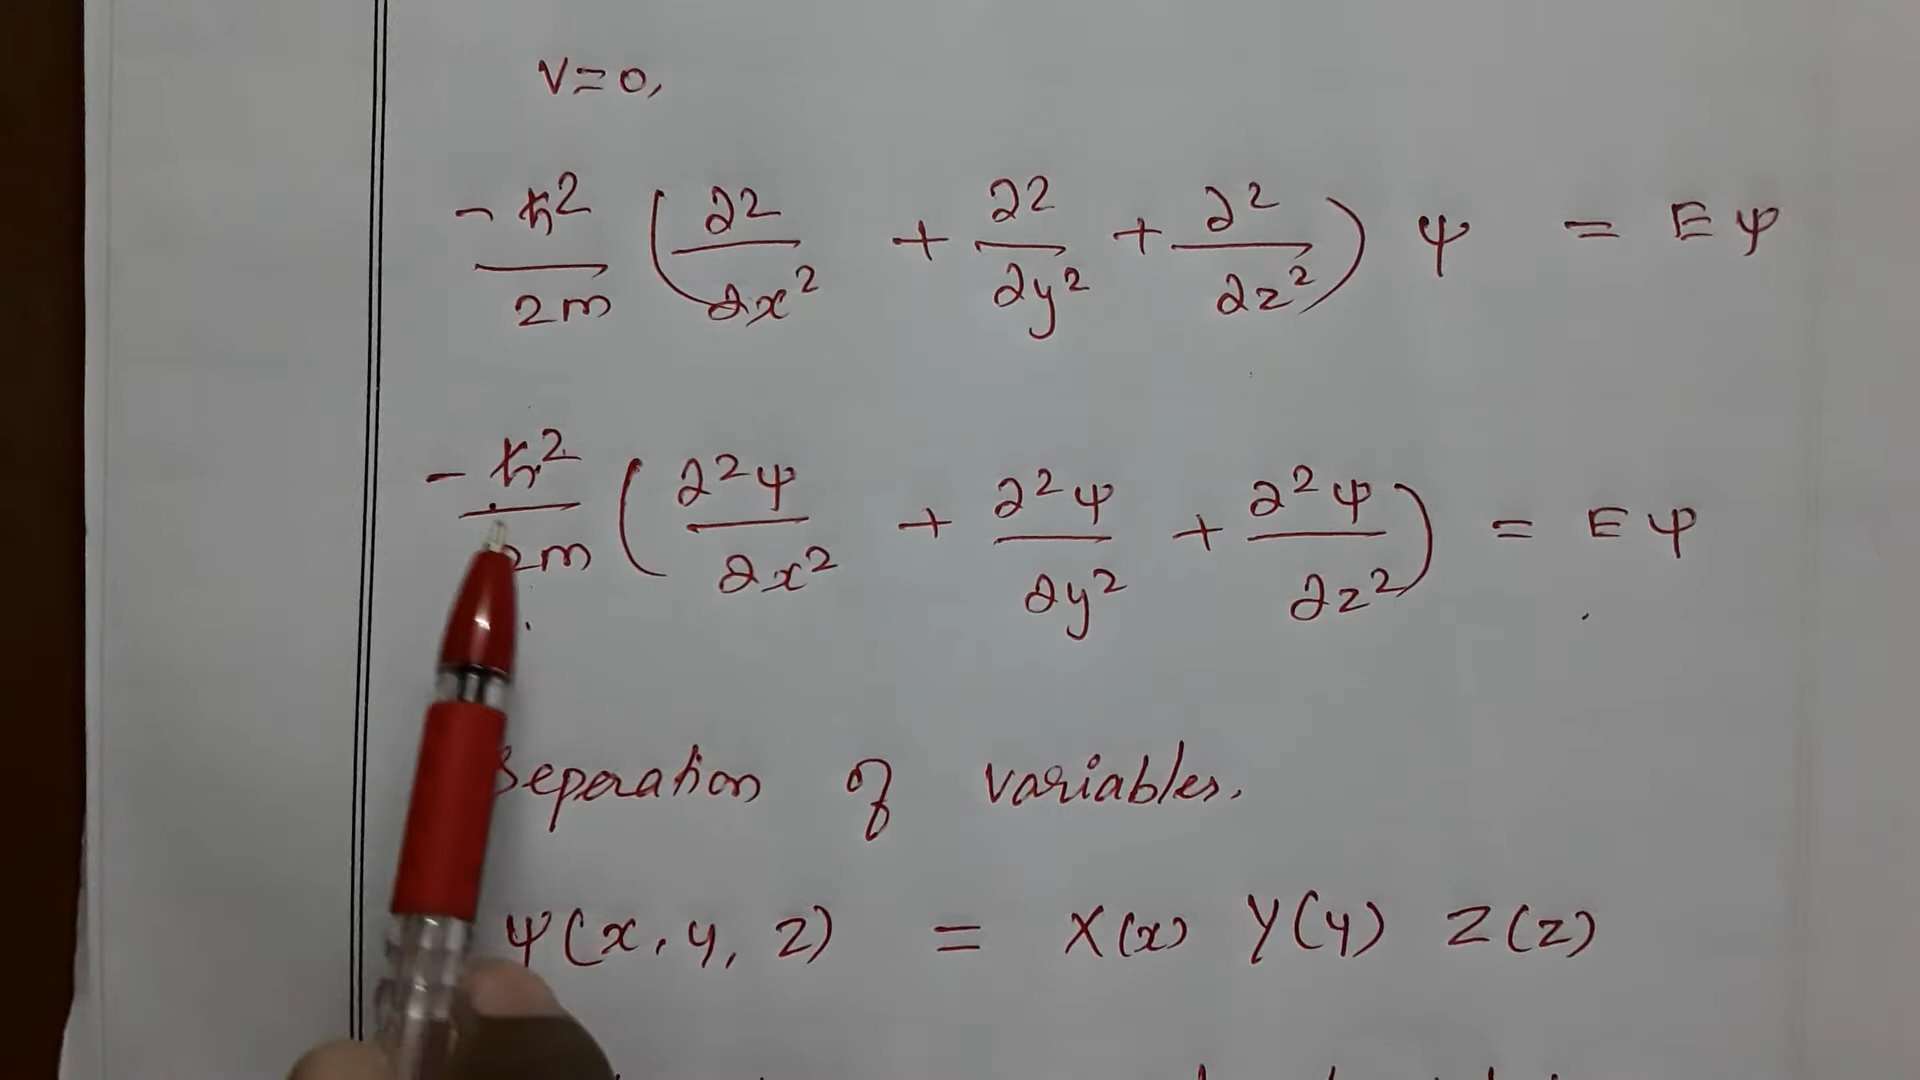 V=0,
-ħ²/2m (∂²/∂x² + ∂²/∂y² + ∂²/∂z²) ψ = Eψ
-ħ²/2m (∂²ψ/∂x² + ∂²ψ/∂y² + ∂²ψ/∂z²) = Eψ
Seperation of variables.
ψ(x, y, z) = X(x) Y(y) Z(z)